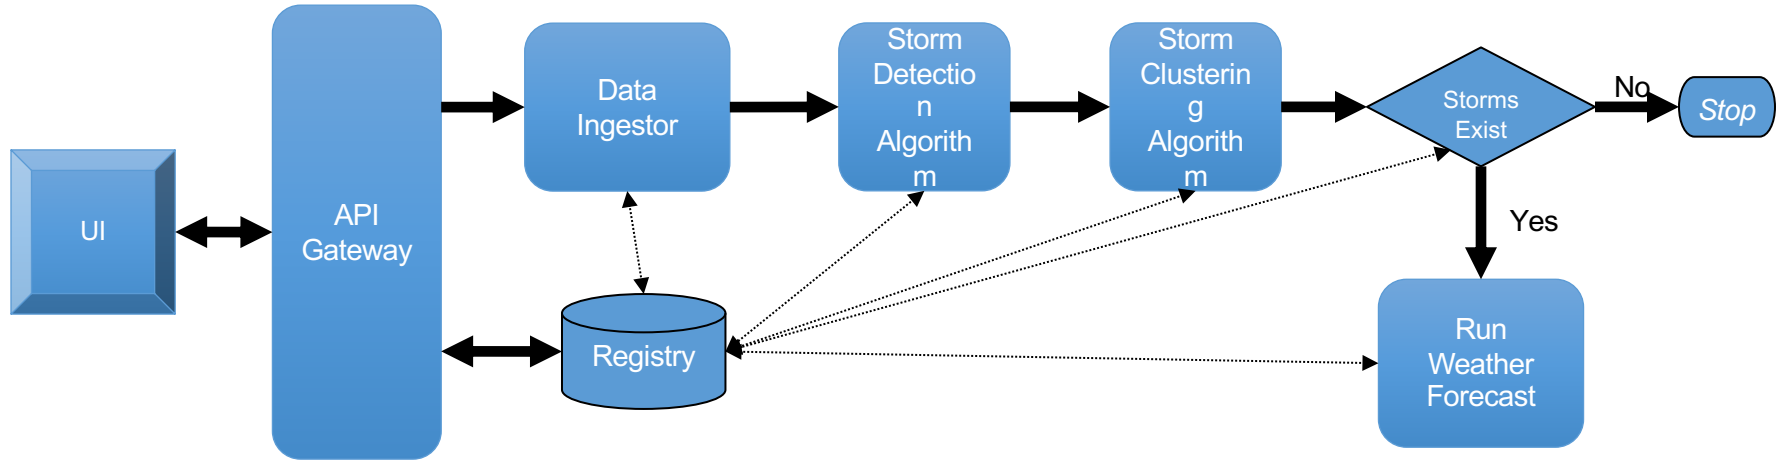 UI
API
Gateway
Data
Ingestor
Storm
Detectio
n
Algorith
m
Storm
Clusterin
g
Algorith
m
Storms
Exist
No
Stop
Yes
Registry
Run
Weather
Forecast